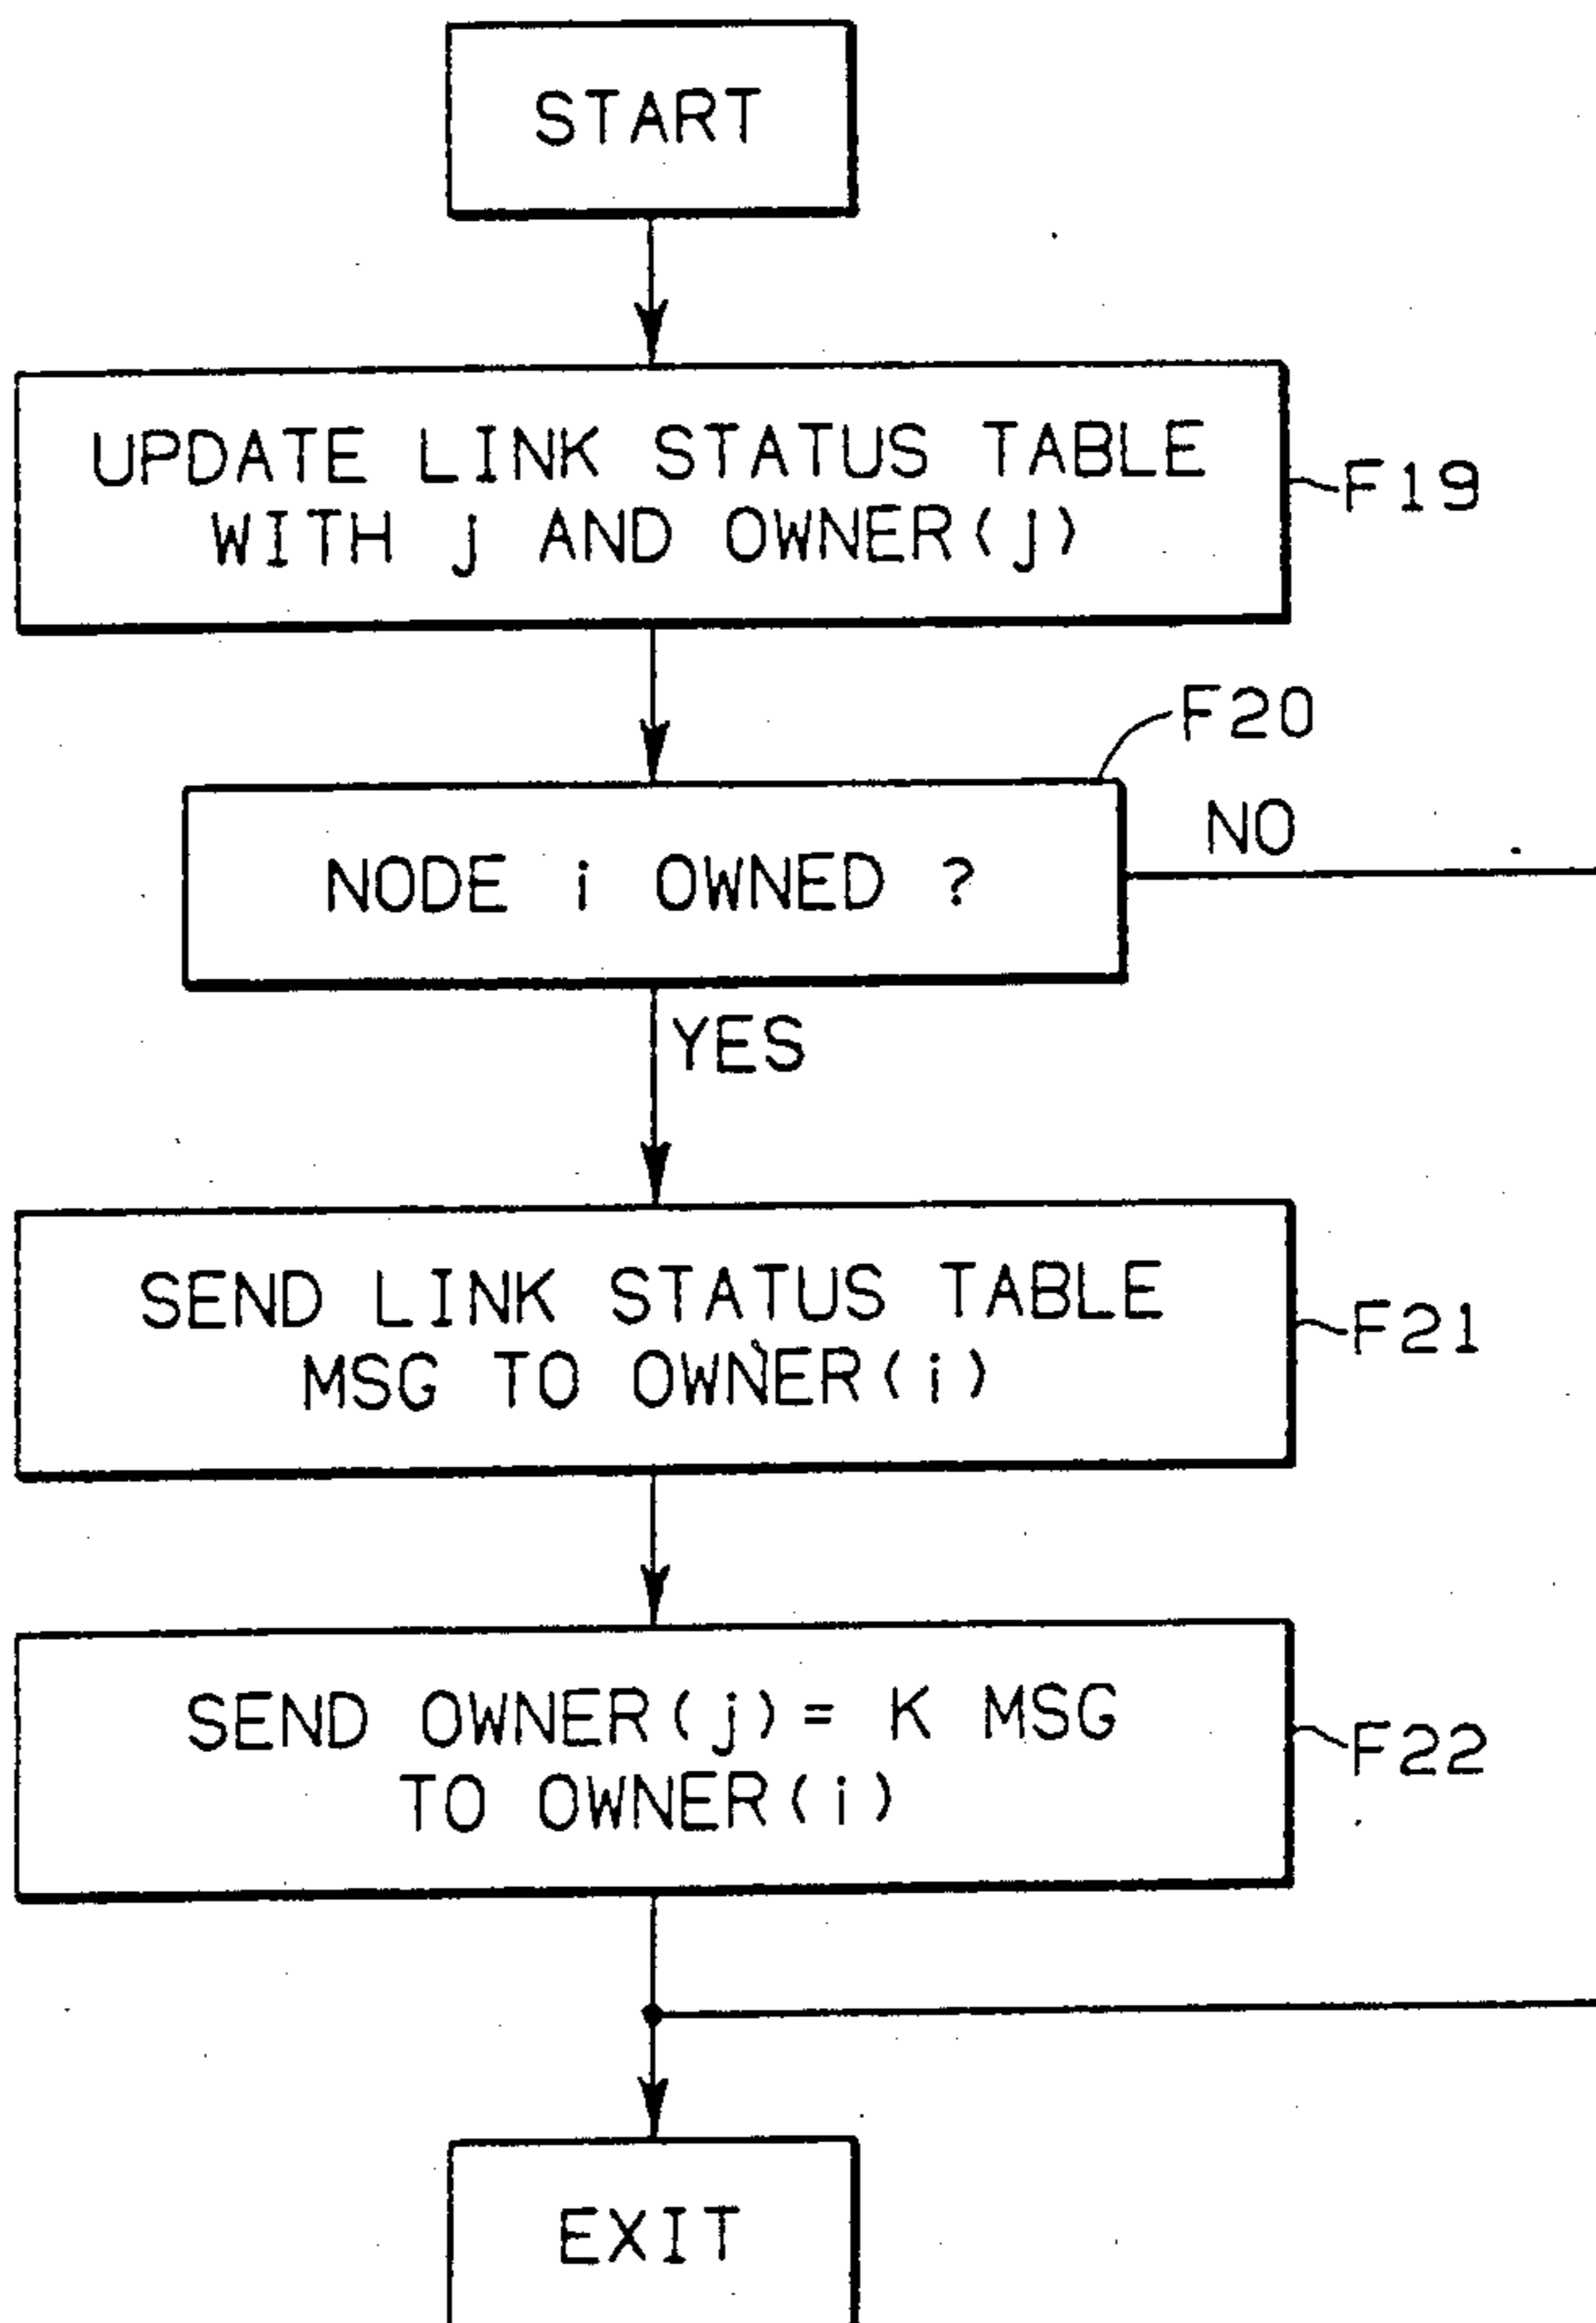 START
UPDATE LINK STATUS TABLE
WITH j AND OWNER(j)
F19
F20
NODE i OWNED ?
NO
YES
SEND LINK STATUS TABLE
MSG TO OWNER(i)
F21
SEND OWNER(j)= K MSG
TO OWNER(i)
F22
EXIT